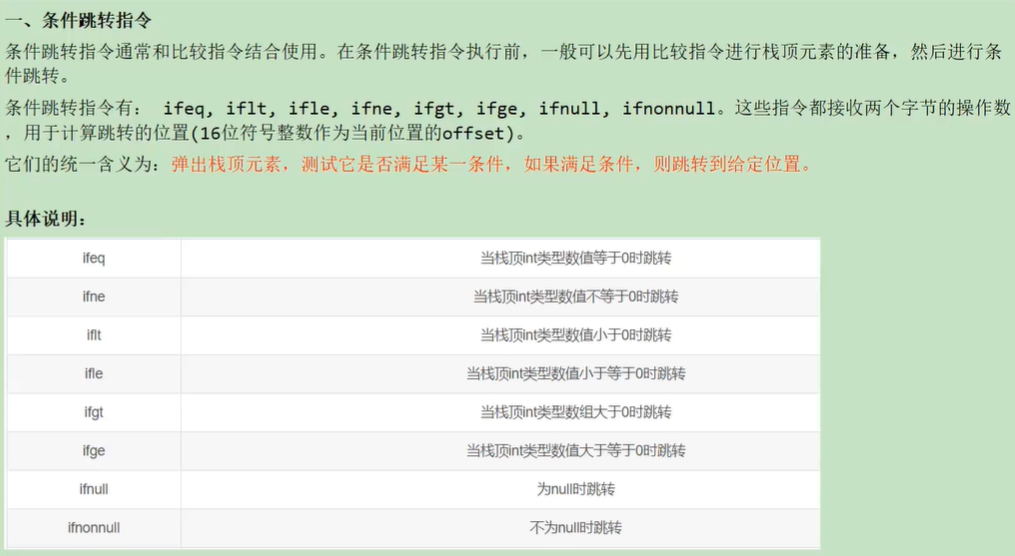 一、条件跳转指令
条件跳转指令通常和比较指令结合使用。在条件跳转指令执行前，一般可以先用比较指令进行栈顶元素的准备，然后进行条
件跳转。
条件跳转指令有： ifeq, iflt, ifle, ifne, ifgt, ifge, ifnull, ifnonnull。这些指令都接收两个字节的操作数
，用于计算跳转的位置(16位符号整数作为当前位置的offset)。
它们的统一含义为：弹出栈顶元素，测试它是否满足某一条件，如果满足条件，则跳转到给定位置。
具体说明：
ifeq 当栈顶int类型数值等于0时跳转
ifne 当栈顶int类型数值不等于0时跳转
iflt 当栈顶int类型数值小于0时跳转
ifle 当栈顶int类型数值小于等于0时跳转
ifgt 当栈顶int类型数组大于0时跳转
ifge 当栈顶int类型数值大于等于0时跳转
ifnull 为null时跳转
ifnonnull 不为null时跳转